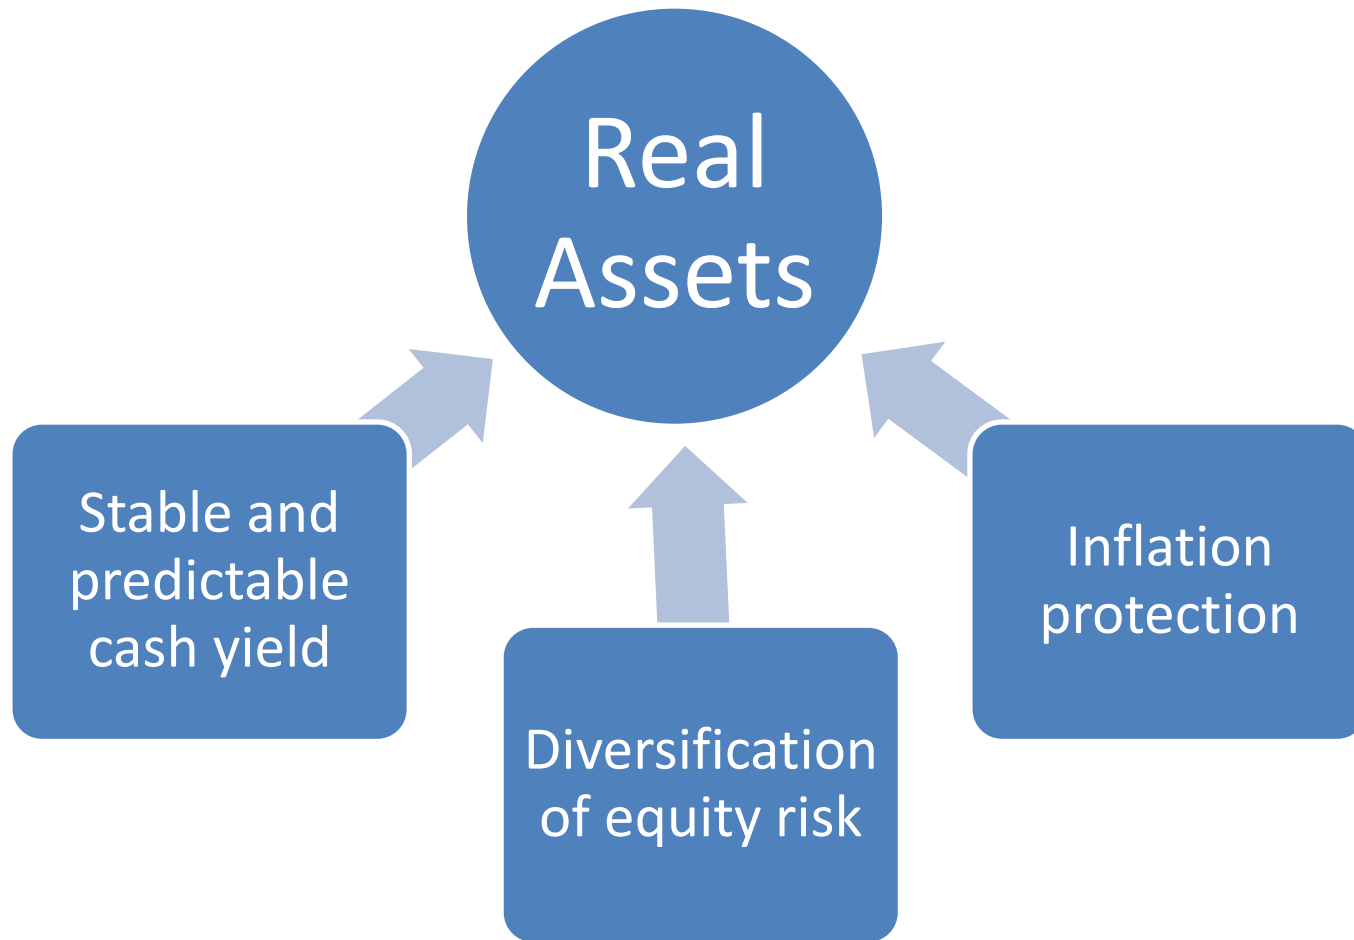 Real
Assets
Stable and
predictable
cash yield
Diversification
of equity risk
Inflation
protection